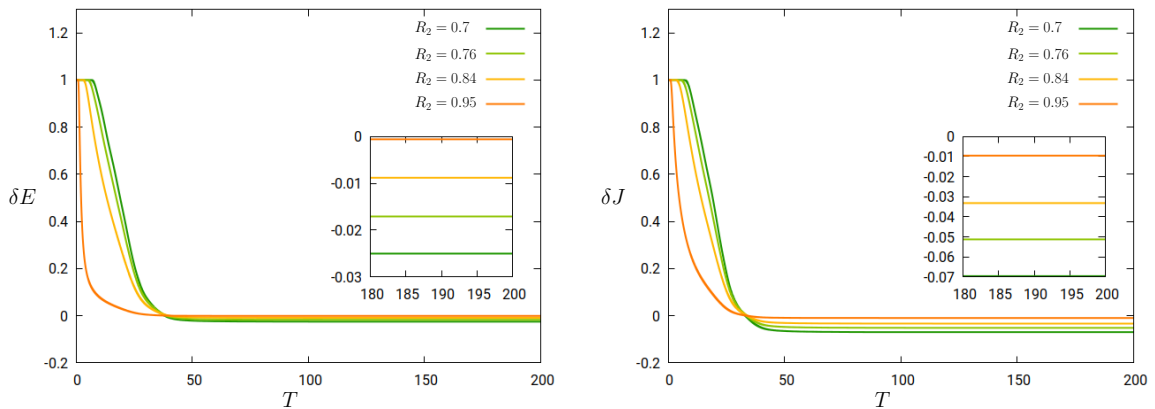 1.2
1
0.8
0.6
0.4
0.2
0
-0.2
δE
0 50 100 150 200
T
R₂ = 0.7
R₂ = 0.76
R₂ = 0.84
R₂ = 0.95
0
-0.01
-0.02
-0.03
180 185 190 195 200
1.2
1
0.8
0.6
0.4
0.2
0
-0.2
δJ
0 50 100 150 200
T
R₂ = 0.7
R₂ = 0.76
R₂ = 0.84
R₂ = 0.95
0
-0.01
-0.02
-0.03
-0.04
-0.05
-0.06
-0.07
180 185 190 195 200